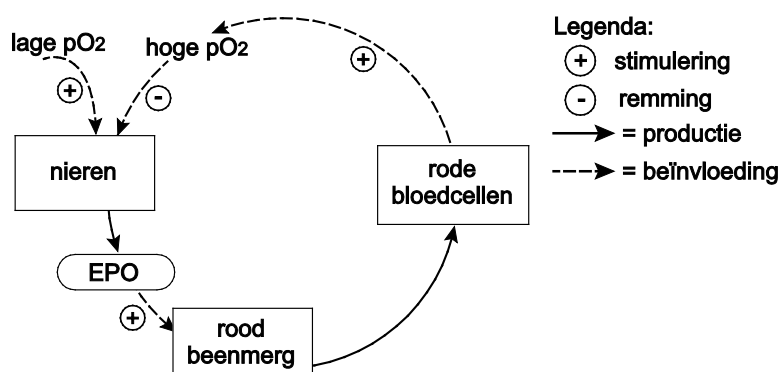 lage pO2
hoge pO2
+
-
+
nieren
EPO
+
rood
beenmerg
rode
bloedcellen
Legenda:
+ stimulering
- remming
= productie
= beïnvloeding